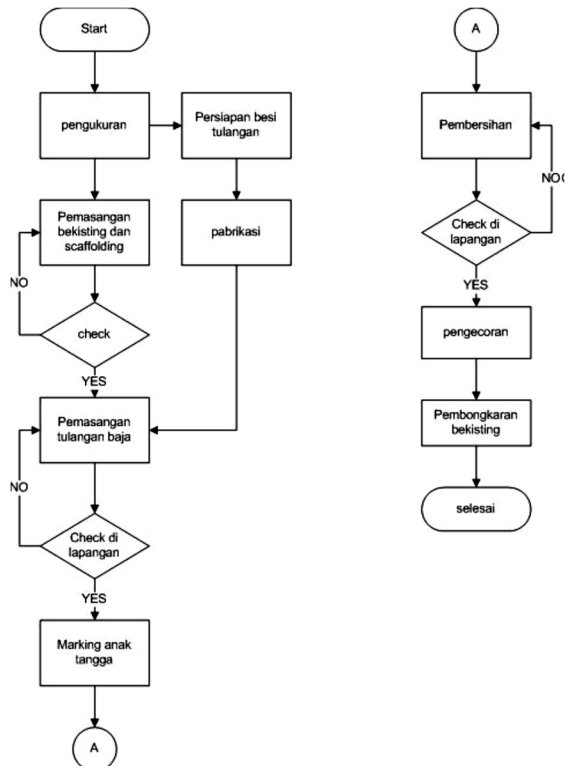 Start
pengukuran
Persiapan besi
tulangan
Pemasangan
bekisting dan
scaffolding
pabrikasi
NO
check
YES
Pemasangan
tulangan baja
NO
Check di
lapangan
YES
Marking anak
tangga
A
A
Pembersihan
NO
Check di
lapangan
YES
pengecoran
Pembongkaran
bekisting
selesai